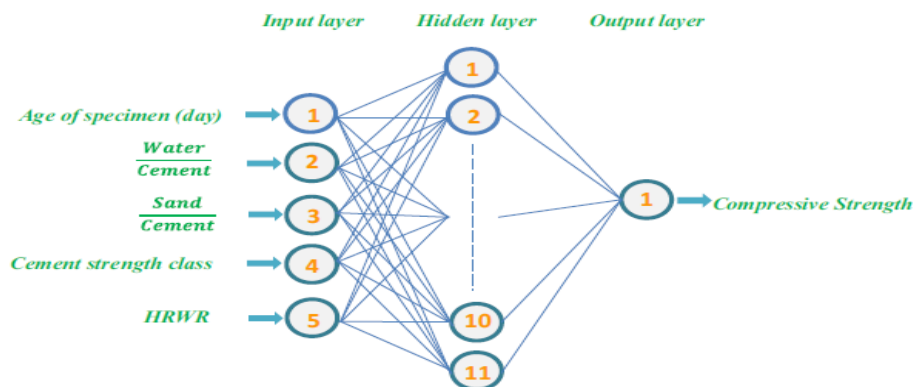 Input layer Hidden layer Output layer
1
Age of specimen (day) 1 2
Water
Cement
2
Sand
Cement
3
1 Compressive Strength
Cement strength class 4
HRWR 5 10
11